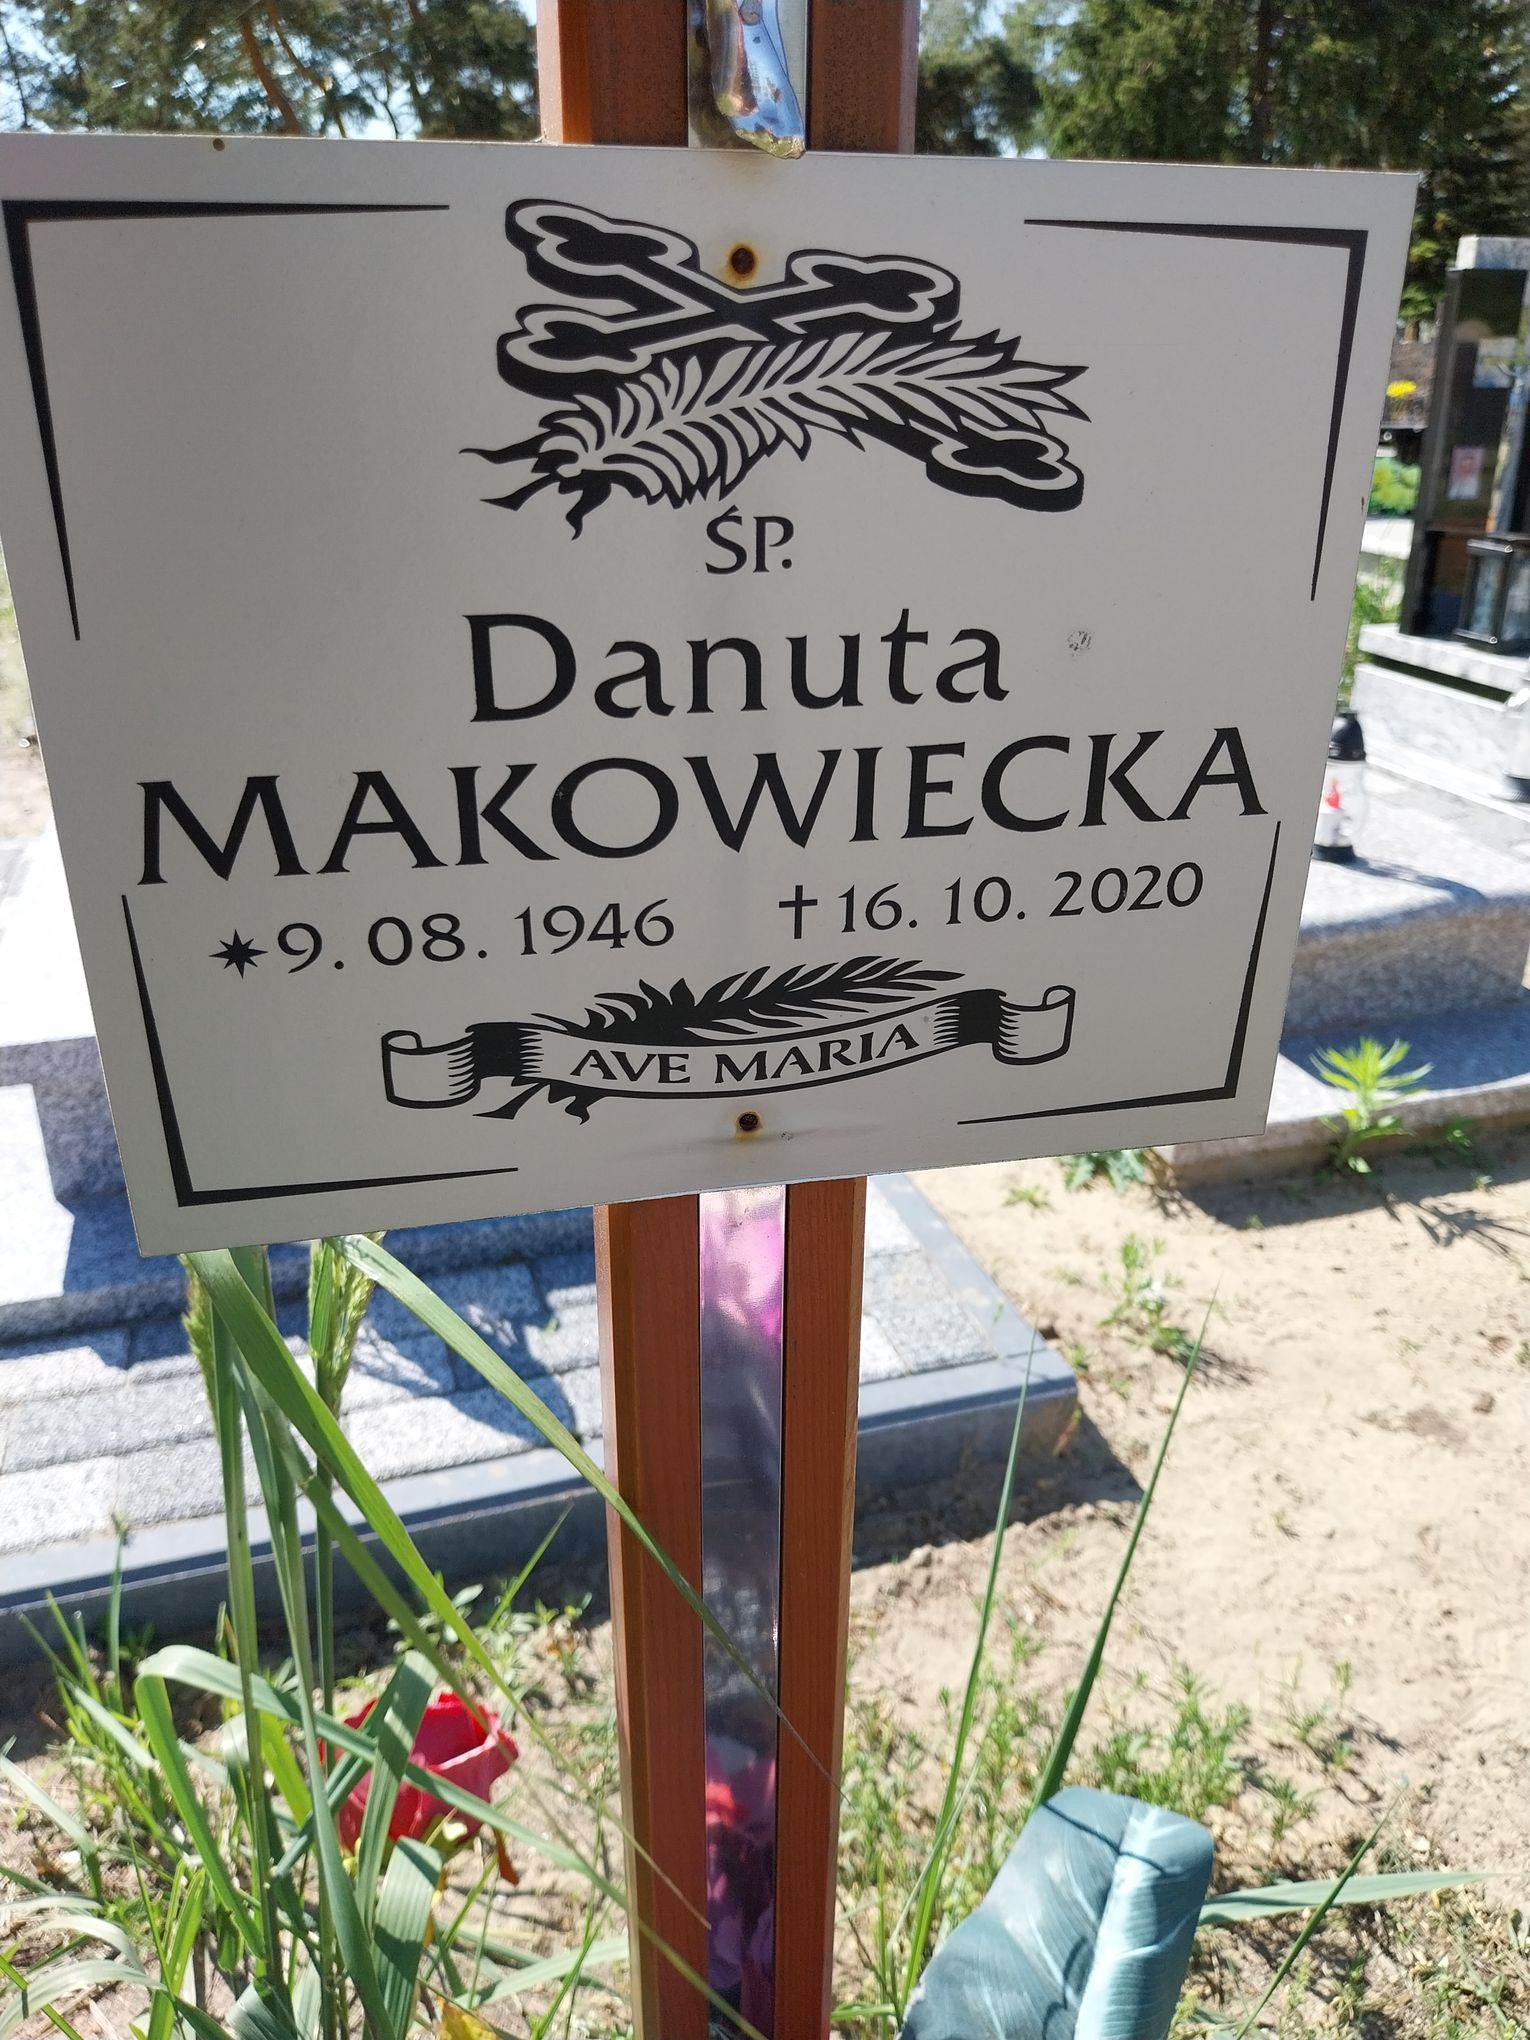 ŚP.
Danuta
MAKOWIECKA
✷9. 08. 1946 †16. 10. 2020
AVE MARIA